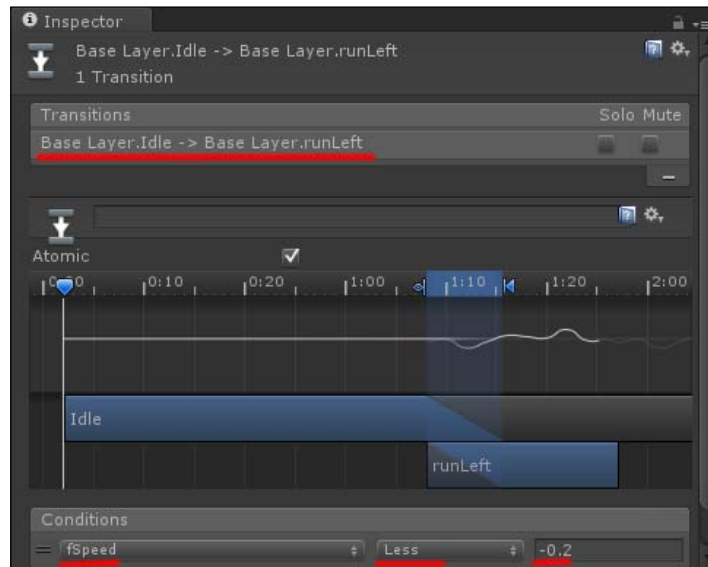 Inspector
Base Layer.Idle -> Base Layer.runLeft
1 Transition
Transitions Solo Mute
Base Layer.Idle -> Base Layer.runLeft
Atomic
0:00 0:10 0:20 1:00 1:10 1:20 2:00
Idle
runLeft
Conditions
fSpeed Less -0.2